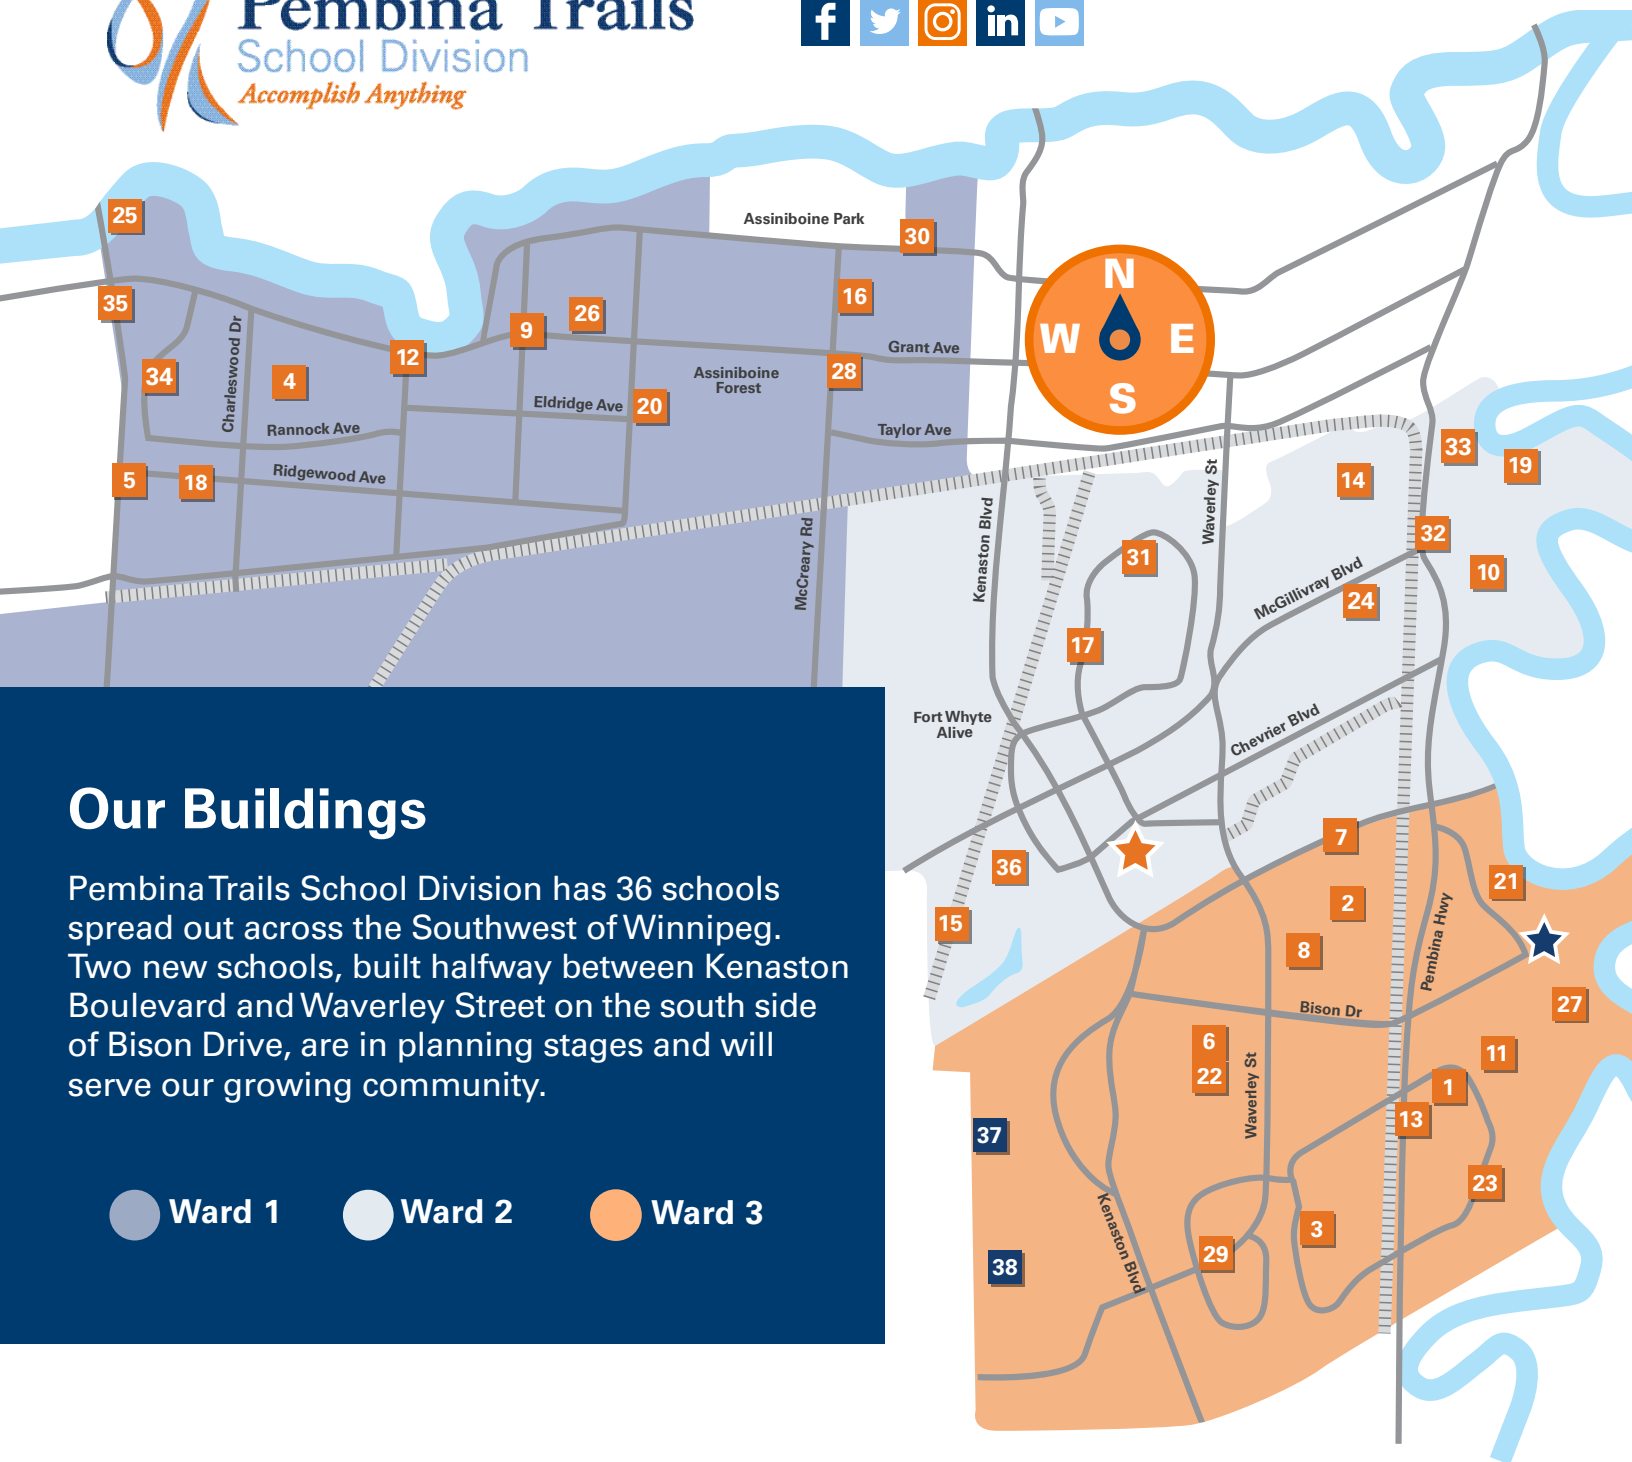 Pembina Trails
School Division
Accomplish Anything
f
in
25
Assiniboine Park
30
N
W E
S
35
16
26
9
12
Grant Ave
34
4
Charleswood Dr
28
Assiniboine
Forest
Eldridge Ave
20
Rannock Ave
Taylor Ave
33
19
5
18
Ridgewood Ave
14
Waverley St
Kenaston Blvd
McCreary Rd
32
31
10
McGillivray Blvd
24
17
Fort Whyte
Alive
Chevrier Blvd
Our Buildings
Pembina Trails School Division has 36 schools
spread out across the Southwest of Winnipeg.
Two new schools, built halfway between Kenaston
Boulevard and Waverley Street on the south side
of Bison Drive, are in planning stages and will
serve our growing community.
Ward 1
Ward 2
Ward 3
7
36
21
2
15
8
Pembina Hwy
27
Bison Dr
6
22
11
Waverley St
1
13
37
23
Kenaston Blvd
3
29
38